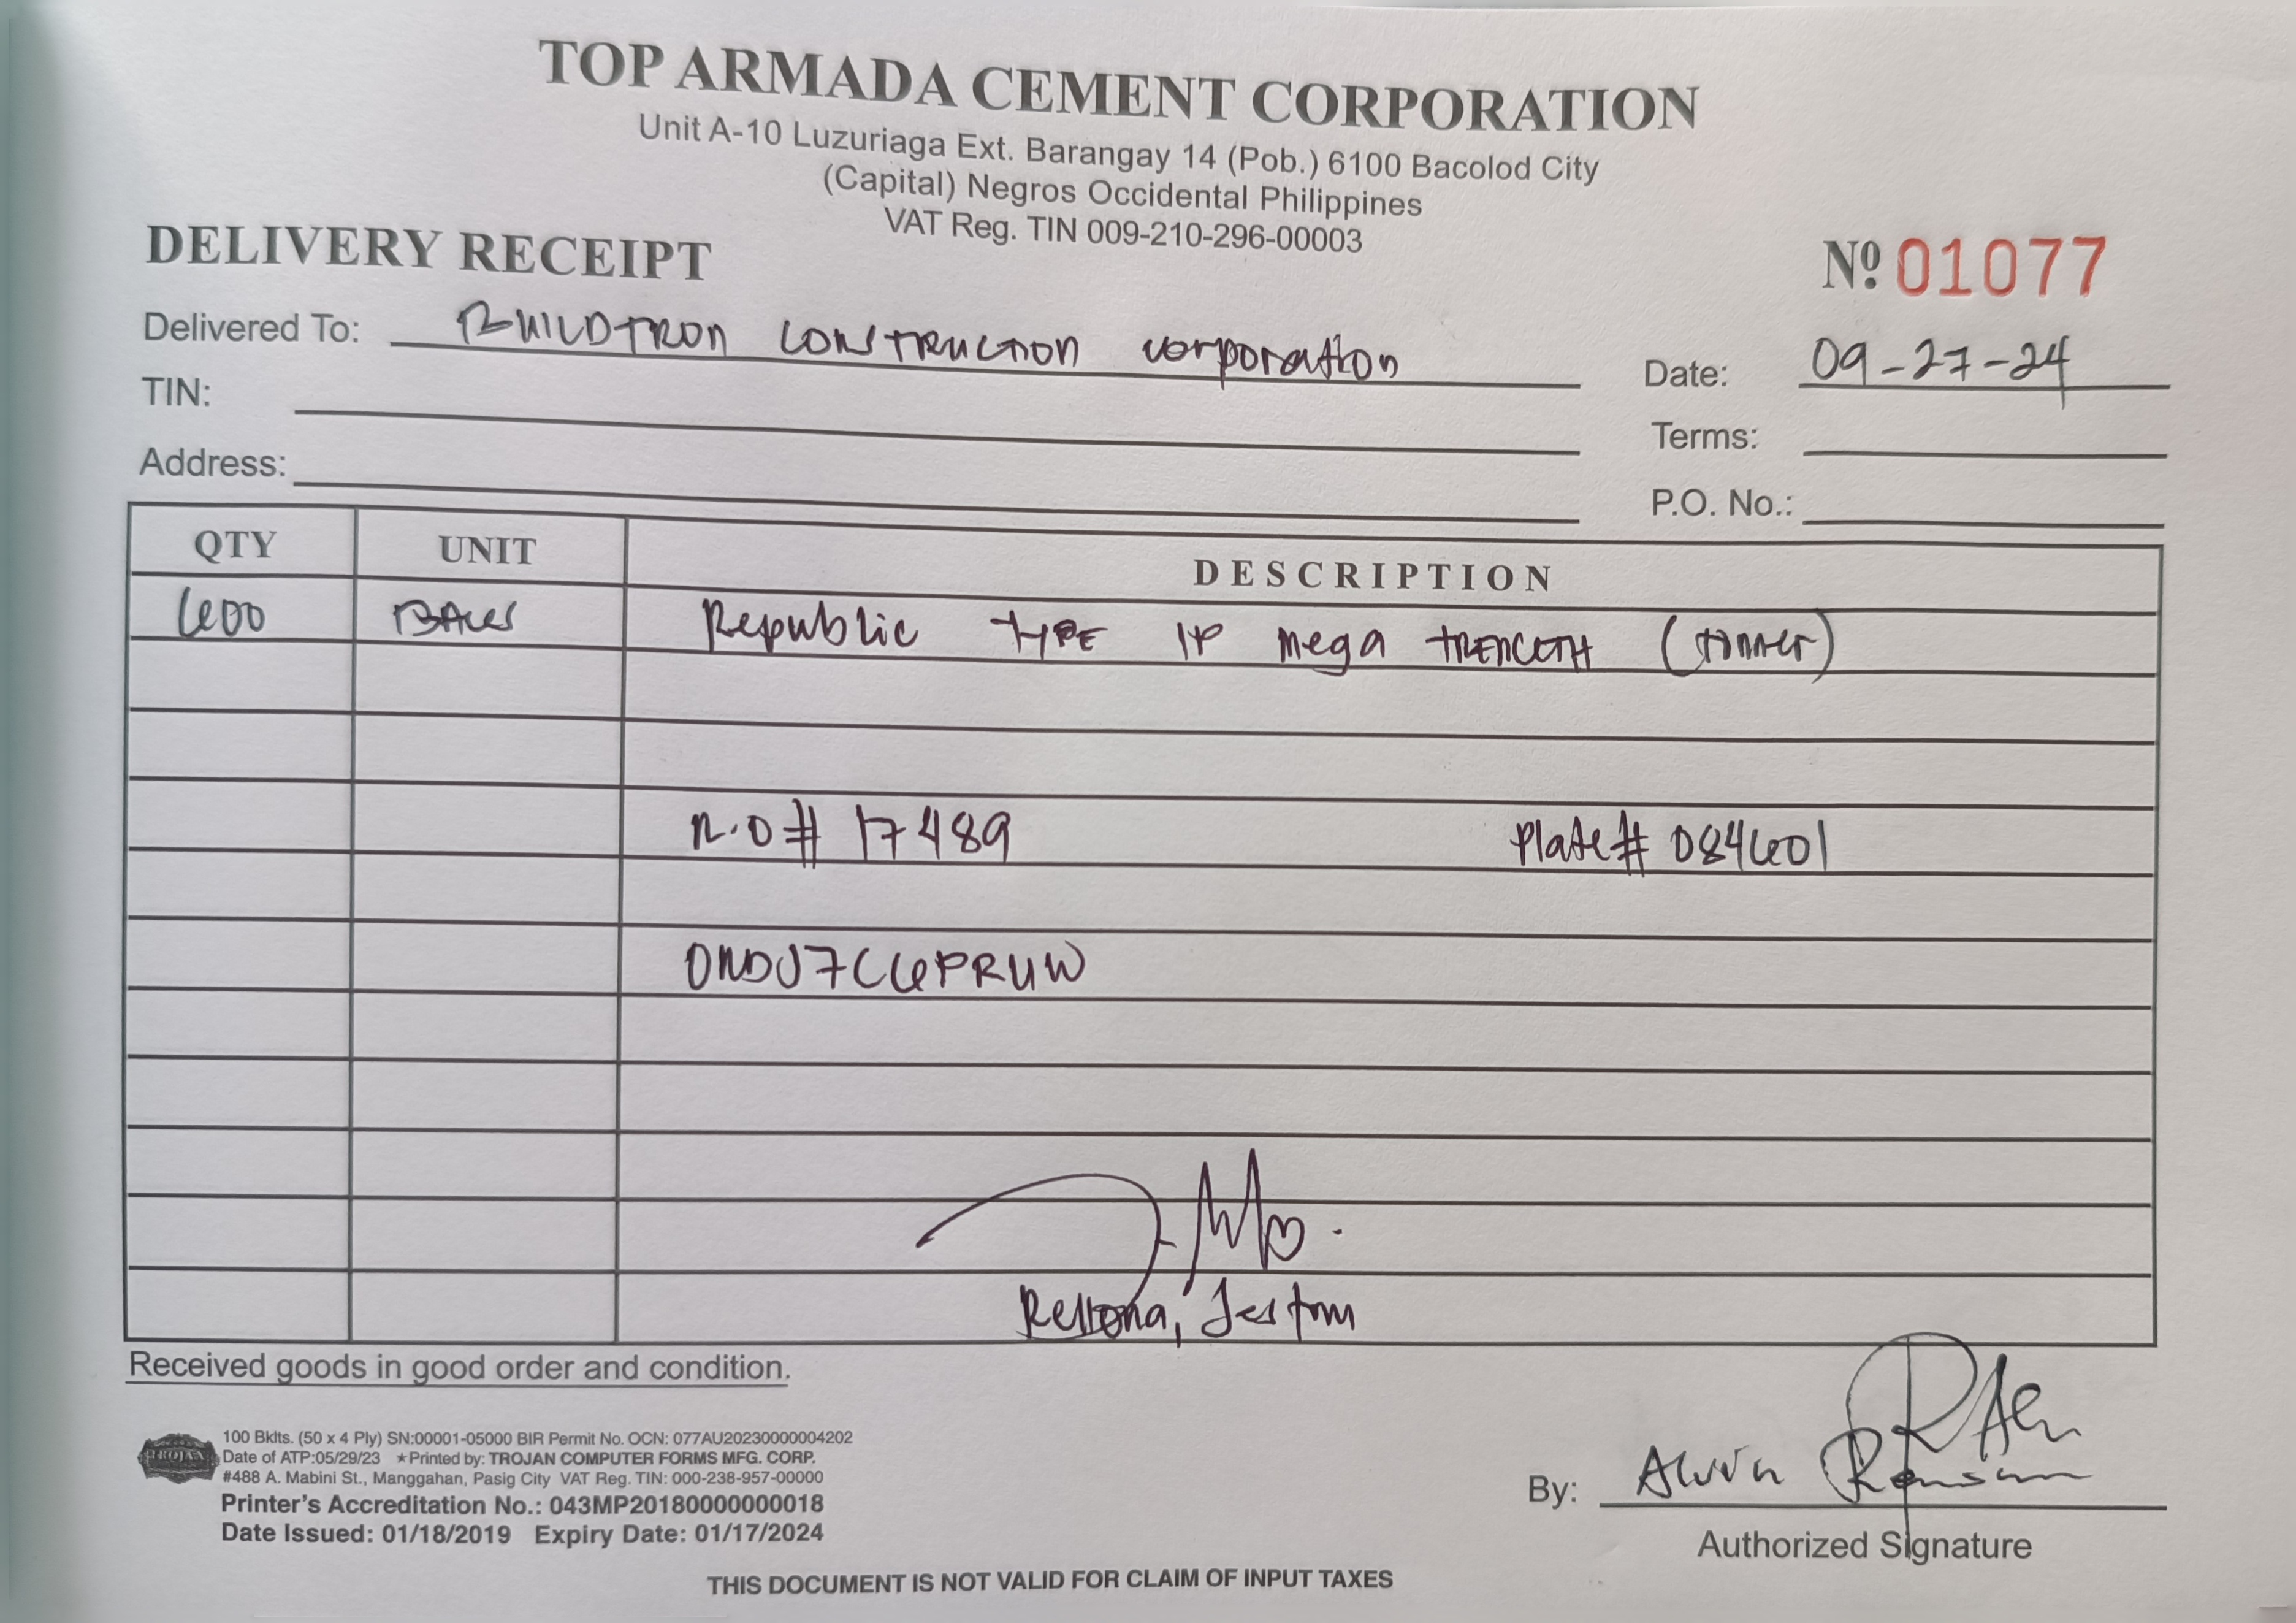 TOP ARMADA CEMENT CORPORATION
Unit A-10 Luzuriaga Ext. Barangay 14 (Pob.) 6100 Bacolod City
(Capital) Negros Occidental Philippines
VAT Reg. TIN 009-210-296-00003
DELIVERY RECEIPT
Nº 01077
Delivered To: BUILDTRON CONSTRUCTION corporation
Date: 09-27-24
TIN:
Terms:
Address:
P.O. No.:
QTY UNIT DESCRIPTION
600 BAGS Republic TYPE 1P mega TRENGTH
#17489 Plate# 084601
Rellona, Jestom
Received goods in good order and condition.
TROJAN
100 Bklts. (50 x 4 Ply) SN:00001-05000 BIR Permit No. OCN: 077AU20230000004202
Date of ATP:05/29/23 ★Printed by: TROJAN COMPUTER FORMS MFG. CORP.
#488 A. Mabini St., Manggahan, Pasig City VAT Reg. TIN: 000-238-957-00000
Printer's Accreditation No.: 043MP20180000000018
Date Issued: 01/18/2019 Expiry Date: 01/17/2024
By: Alvin
Authorized Signature
THIS DOCUMENT IS NOT VALID FOR CLAIM OF INPUT TAXES